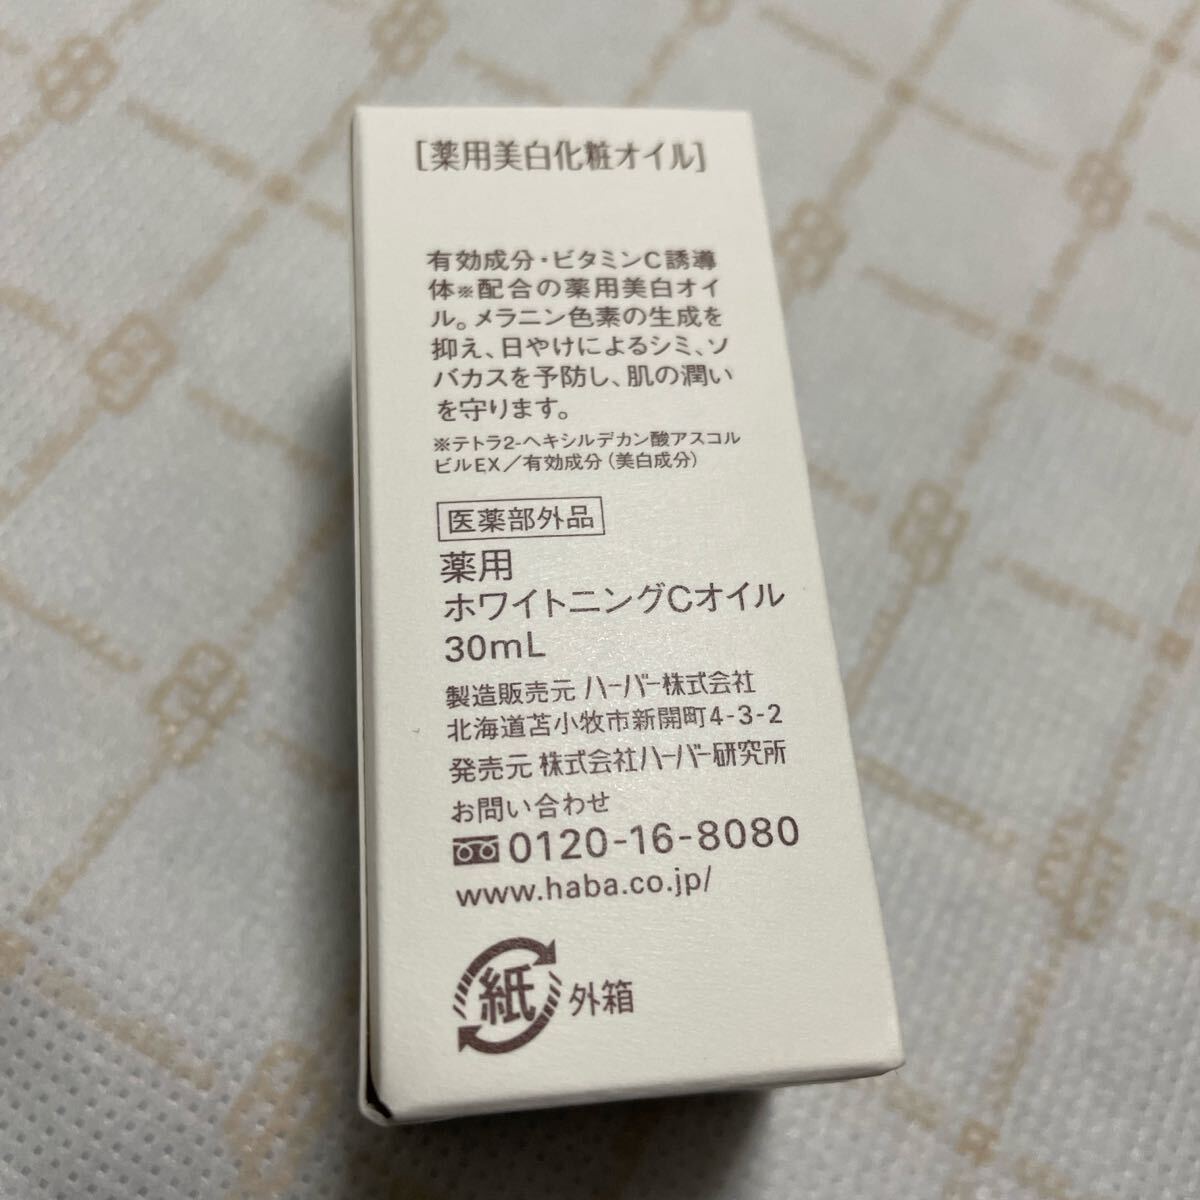 [薬用美白化粧オイル]
有効成分・ビタミンC誘導
体※配合の薬用美白オイ
ル。メラニン色素の生成を
抑え、日やけによるシミ、ソ
バカスを予防し、肌の潤い
を守ります。
※テトラ2-ヘキシルデカン酸アスコル
ビルEX／有効成分(美白成分)
医薬部外品
薬用
ホワイトニングCオイル
30mL
製造販売元 ハーバー株式会社
北海道苫小牧市新開町4-3-2
発売元 株式会社ハーバー研究所
お問い合わせ
0120-16-8080
www.haba.co.jp/
紙 外箱